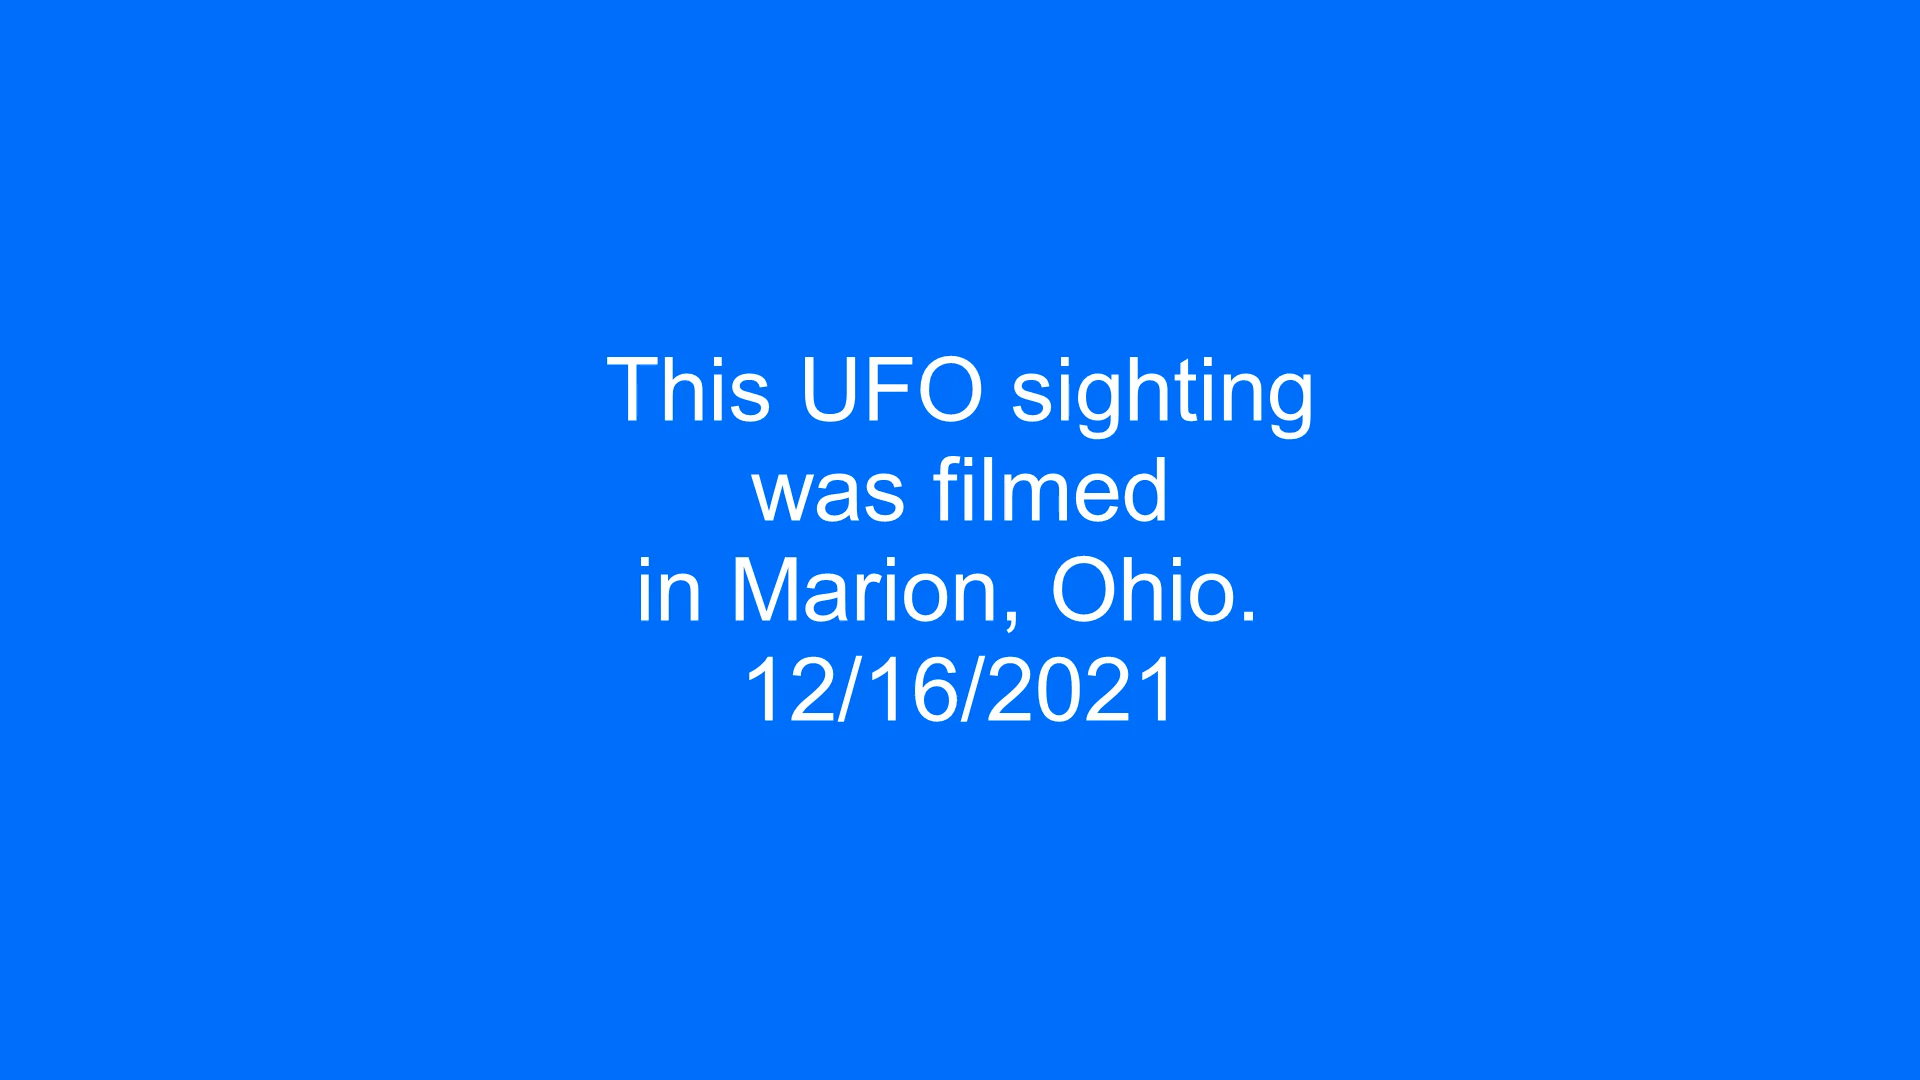 This UFO sighting
was filmed
in Marion, Ohio.
12/16/2021